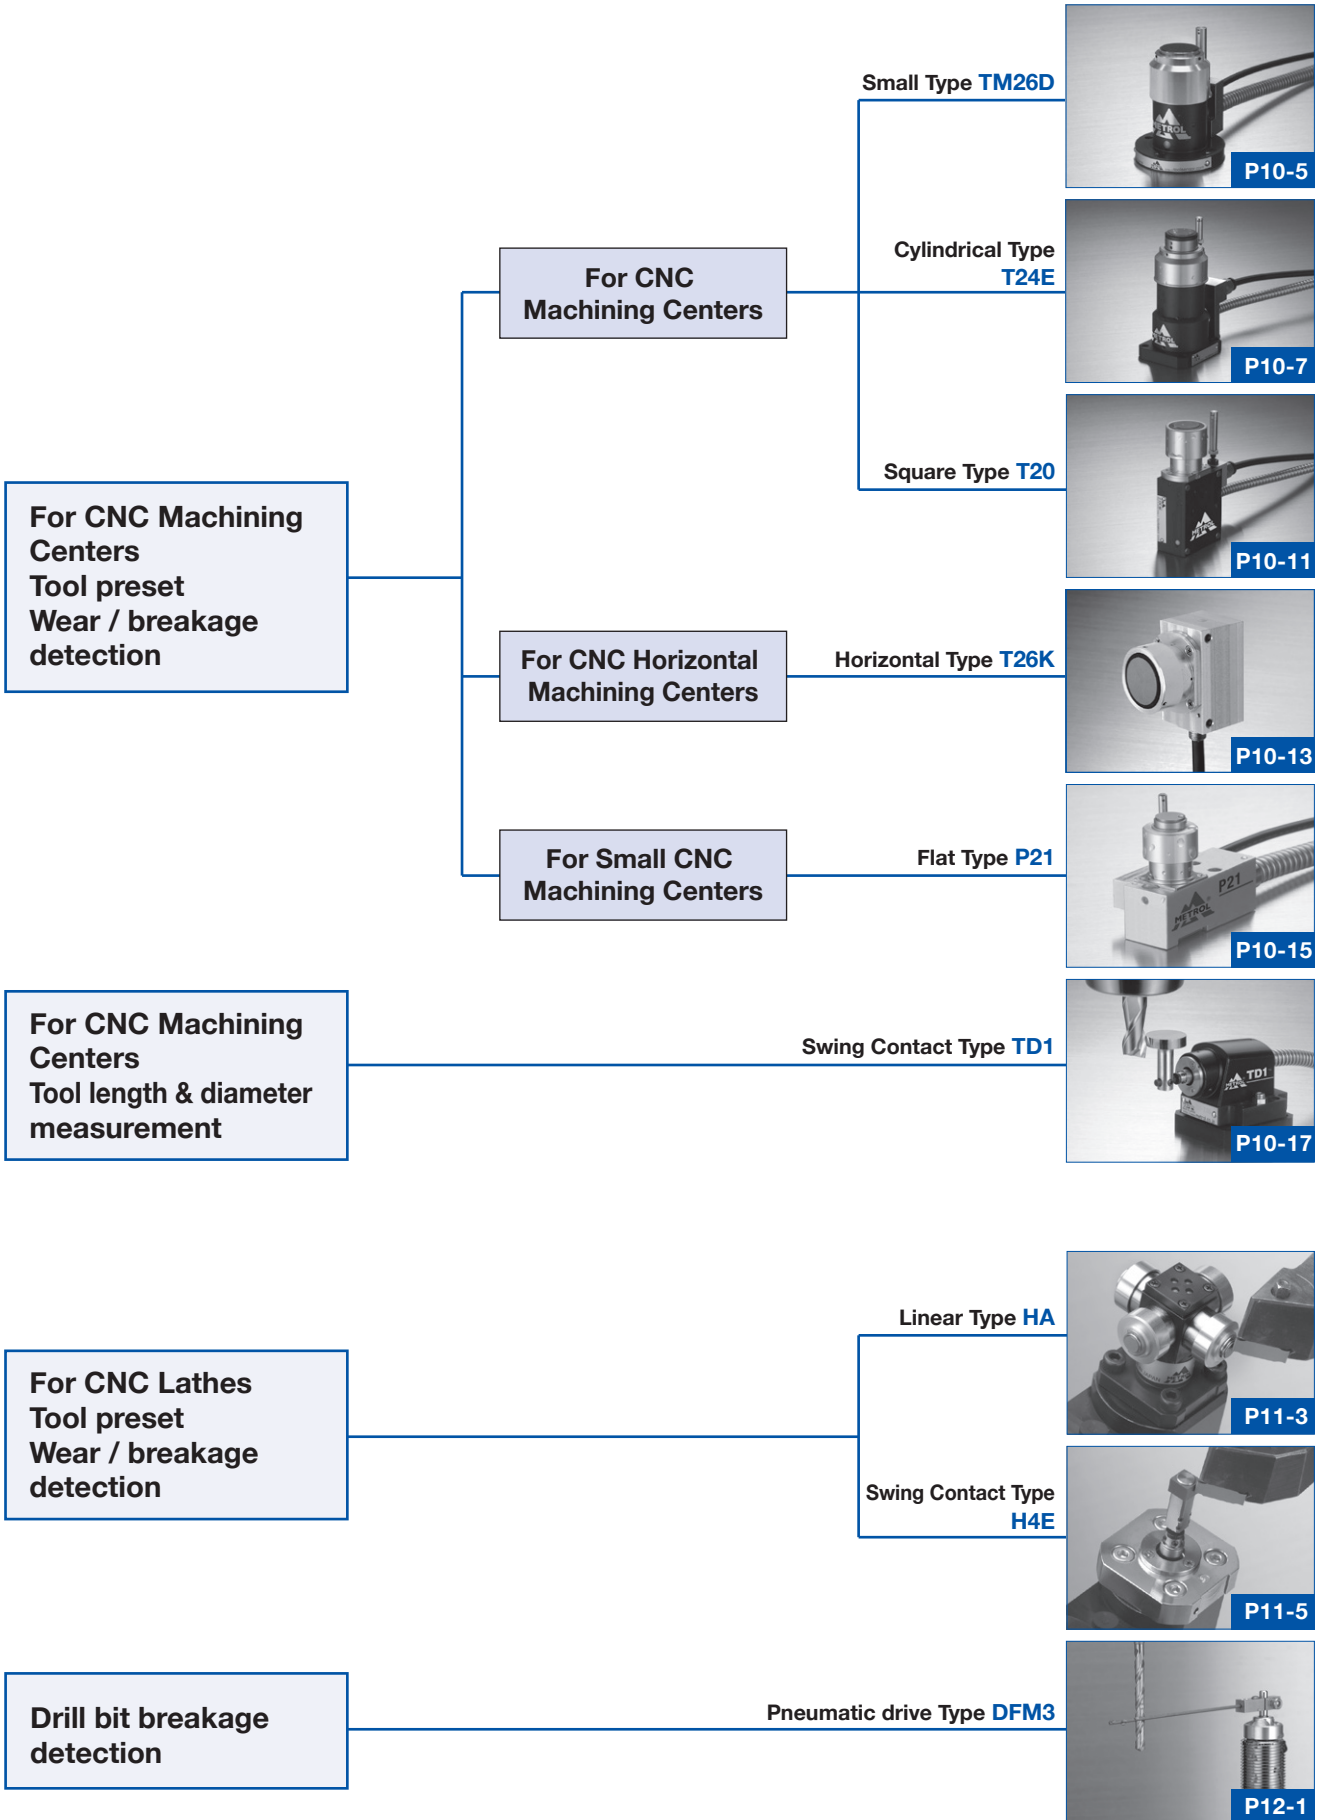 Small Type TM26D
METROL
P10-5
For CNC
Machining Centers
Cylindrical Type
T24E
METROL
P10-7
Square Type T20
METROL
P10-11
For CNC Machining
Centers
Tool preset
Wear / breakage
detection
For CNC Horizontal
Machining Centers
Horizontal Type T26K
P10-13
For Small CNC
Machining Centers
Flat Type P21
P21
METROL
P10-15
For CNC Machining
Centers
Tool length & diameter
measurement
Swing Contact Type TD1
TD1
P10-17
Linear Type HA
P11-3
For CNC Lathes
Tool preset
Wear / breakage
detection
Swing Contact Type
H4E
P11-5
Drill bit breakage
detection
Pneumatic drive Type DFM3
P12-1